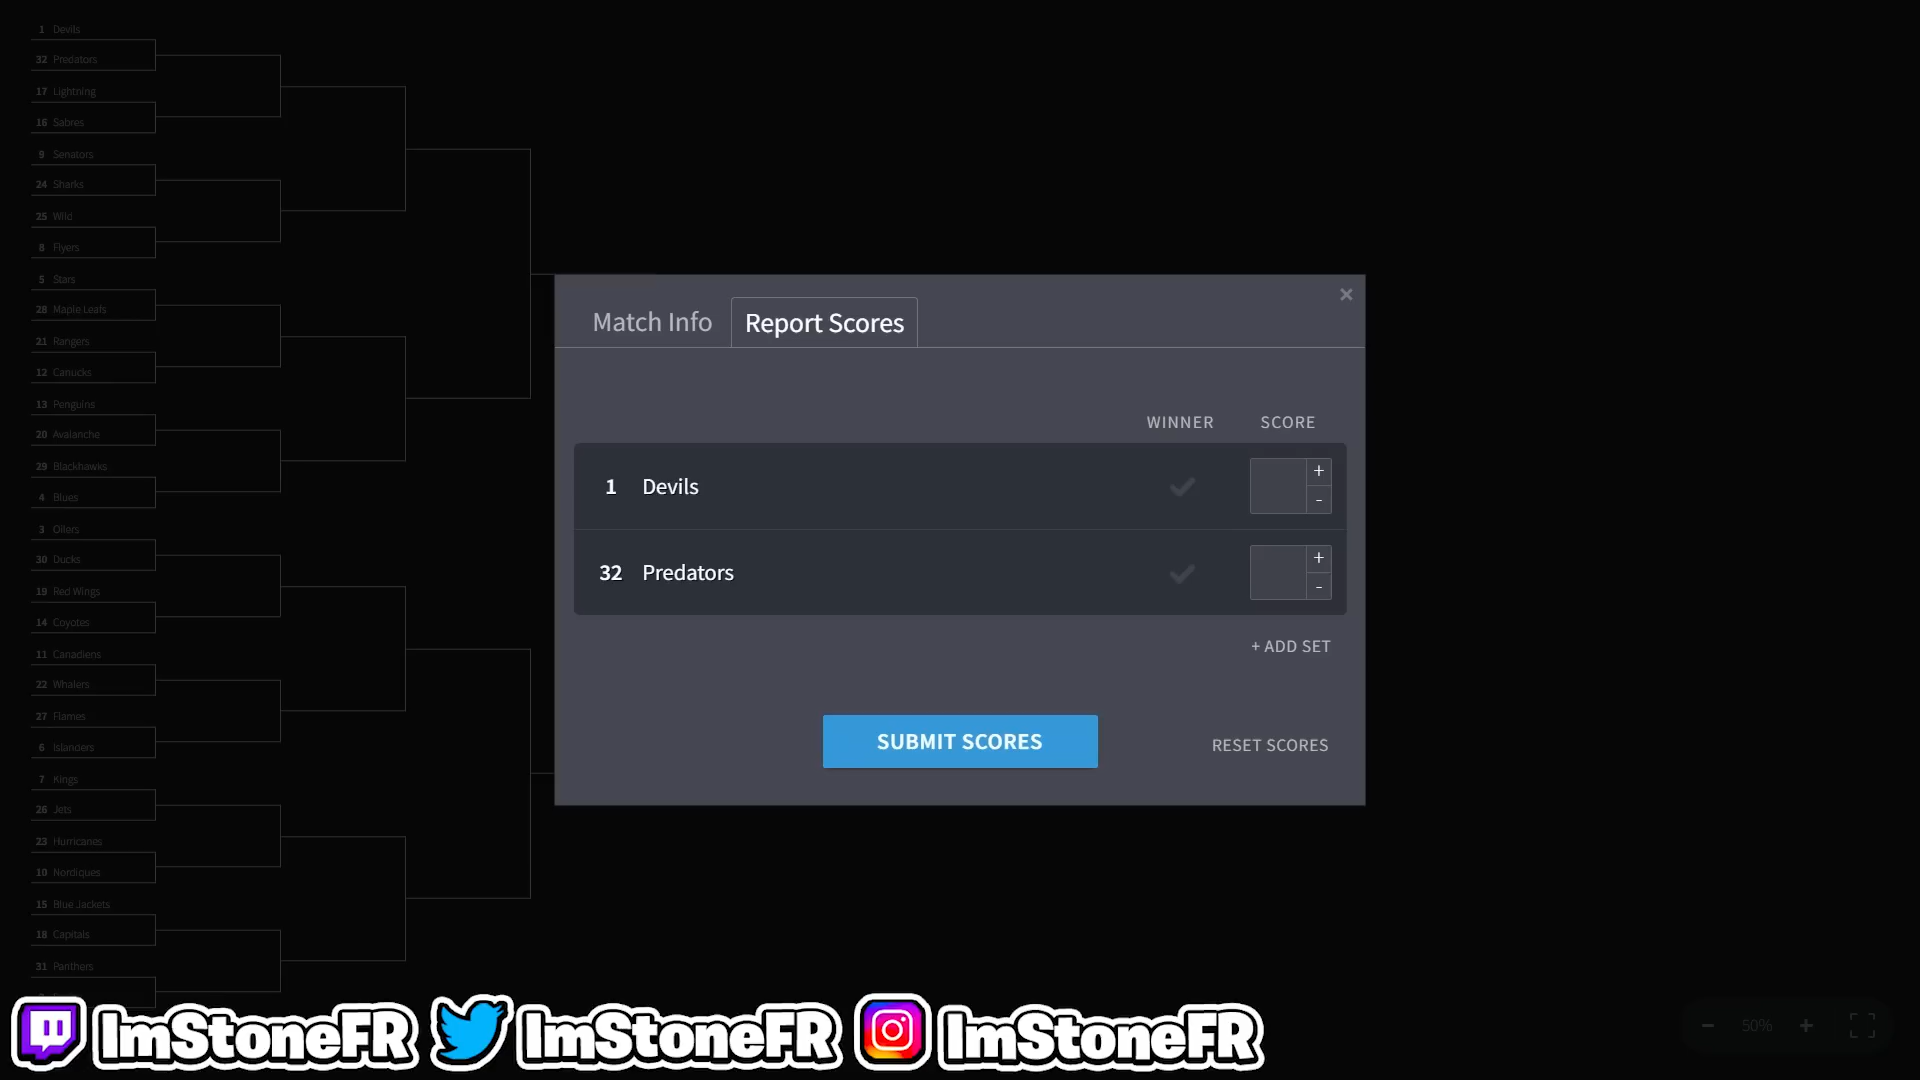 1 Devils
32 Predators
17 Lightning
16 Sabres
9 Senators
24 Sharks
25 Wild
8 Flyers
5 Stars
28 Maple Leafs
21 Rangers
12 Canucks
13 Penguins
20 Avalanche
29 Blackhawks
4 Blues
3 Oilers
30 Ducks
19 Red Wings
14 Coyotes
11 Canadiens
22 Whalers
27 Flames
6 Islanders
7 Kings
26 Jets
23 Hurricanes
10 Nordiques
15 Blue Jackets
18 Capitals
31 Panthers
×
Match Info Report Scores
WINNER SCORE
1 Devils + -
32 Predators + -
+ ADD SET
SUBMIT SCORES RESET SCORES
ImStoneFR ImStoneFR ImStoneFR
− 50% +